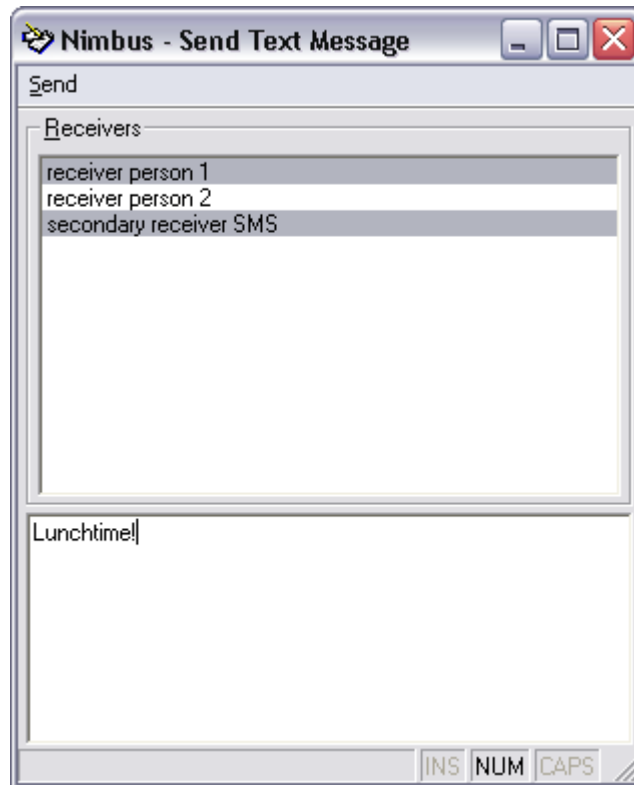 Nimbus - Send Text Message
Send
Receivers
receiver person 1
receiver person 2
secondary receiver SMS
Lunchtime!
INS NUM CAPS